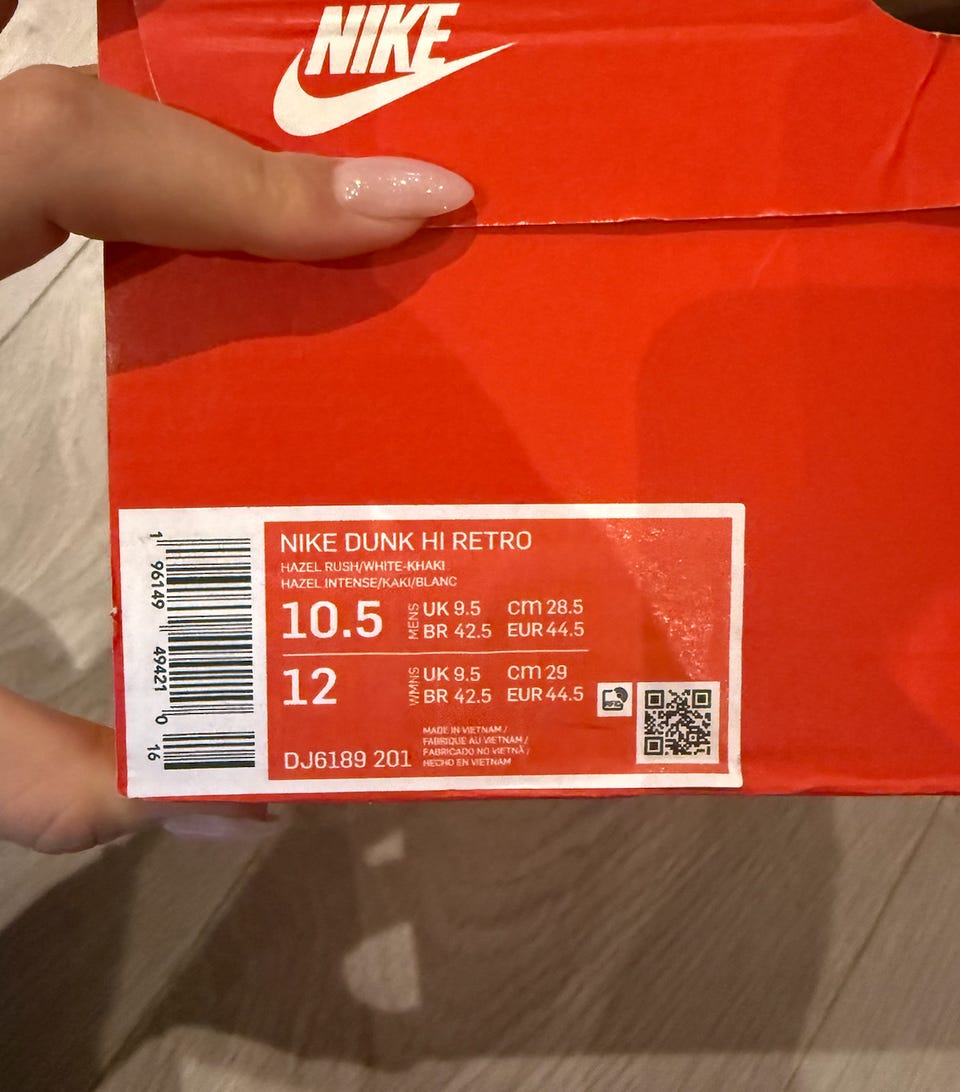 NIKE
NIKE DUNK HI RETRO
HAZEL RUSH/WHITE-KHAKI
HAZEL INTENSE/KAKI/BLANC
10.5 MENS UK 9.5 CM 28.5
BR 42.5 EUR 44.5
12 WMNS UK 9.5 CM 29
BR 42.5 EUR 44.5
MADE IN VIETNAM /
FABRIQUE AU VIETNAM /
FABRICADO NO VIETNÃ /
HECHO EN VIETNAM
DJ6189 201
1 96149 49421 0 16
RFID